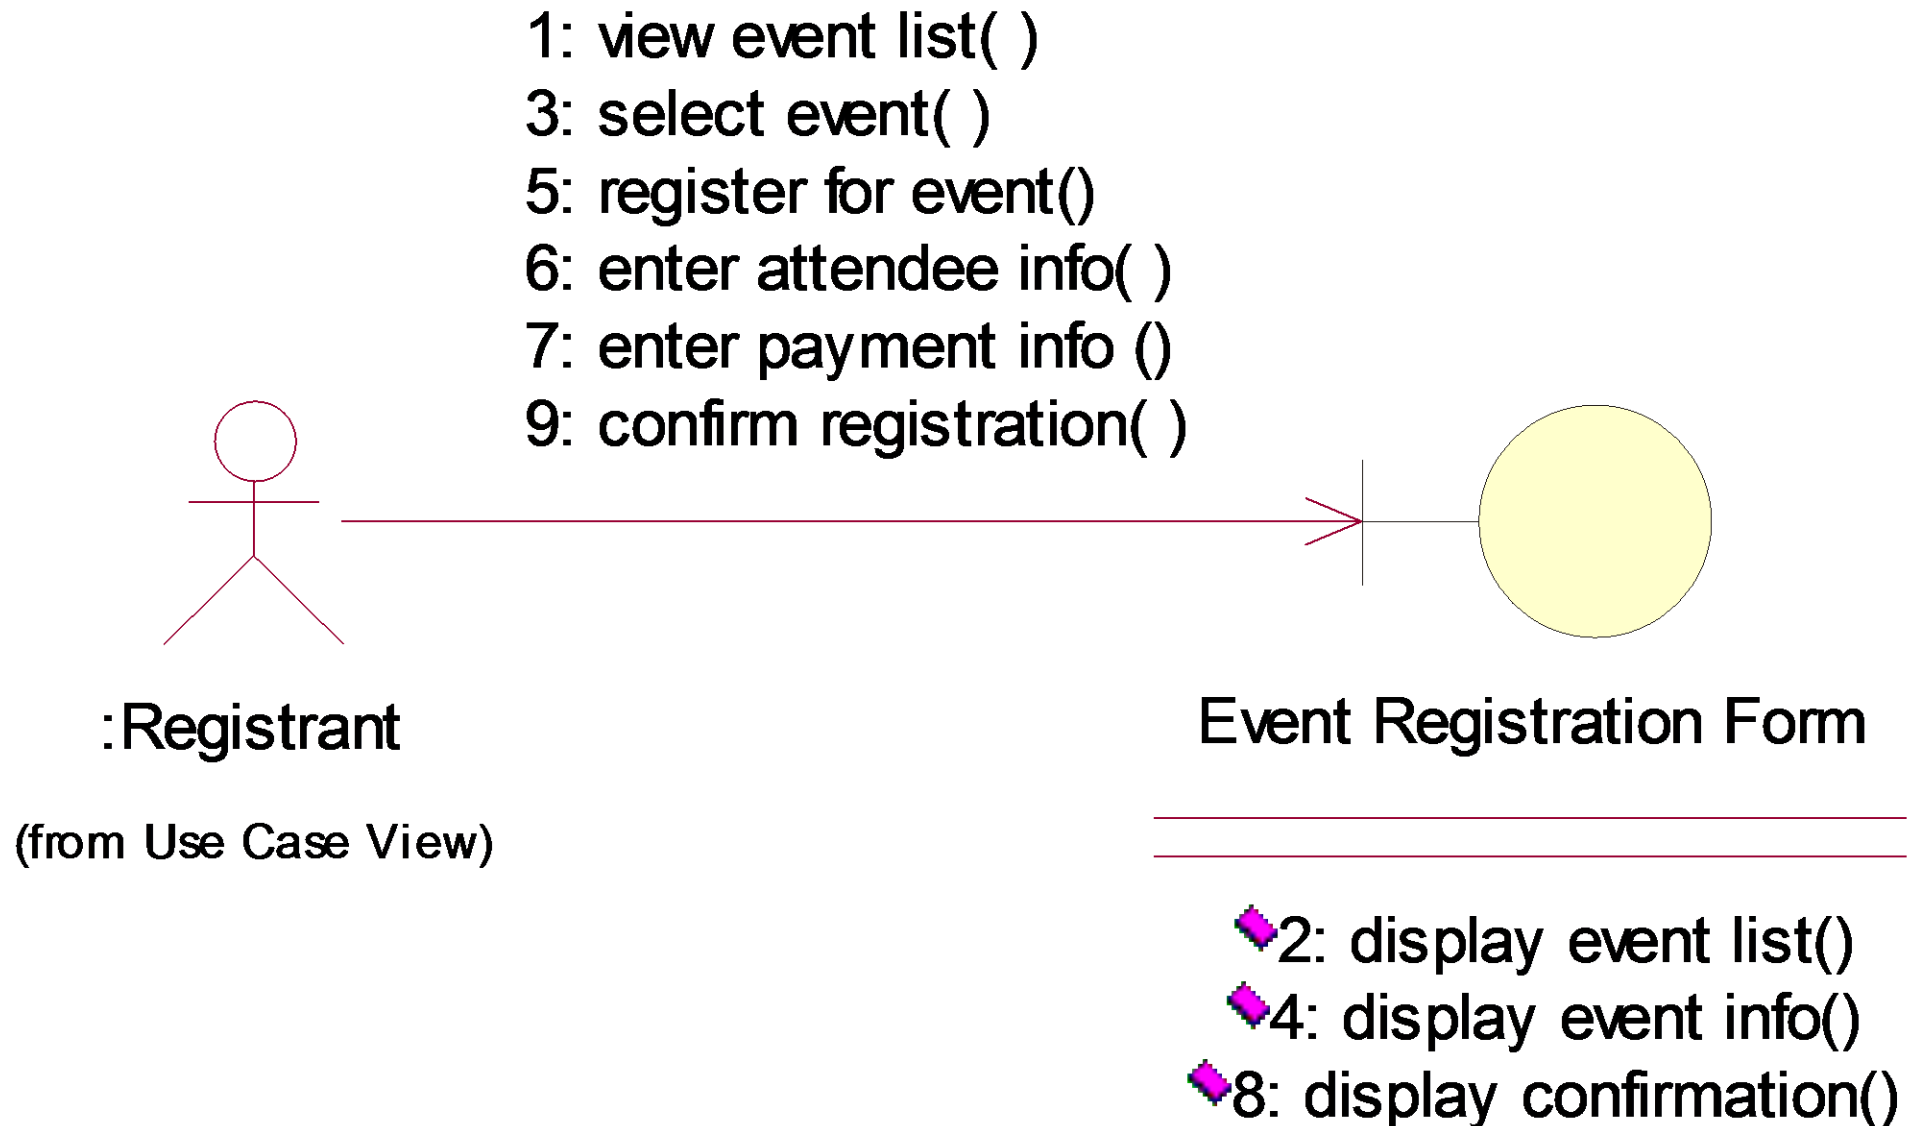 1: view event list( )
3: select event( )
5: register for event()
6: enter attendee info( )
7: enter payment info ()
9: confirm registration( )
:Registrant
(from Use Case View)
Event Registration Form
2: display event list()
4: display event info()
8: display confirmation()